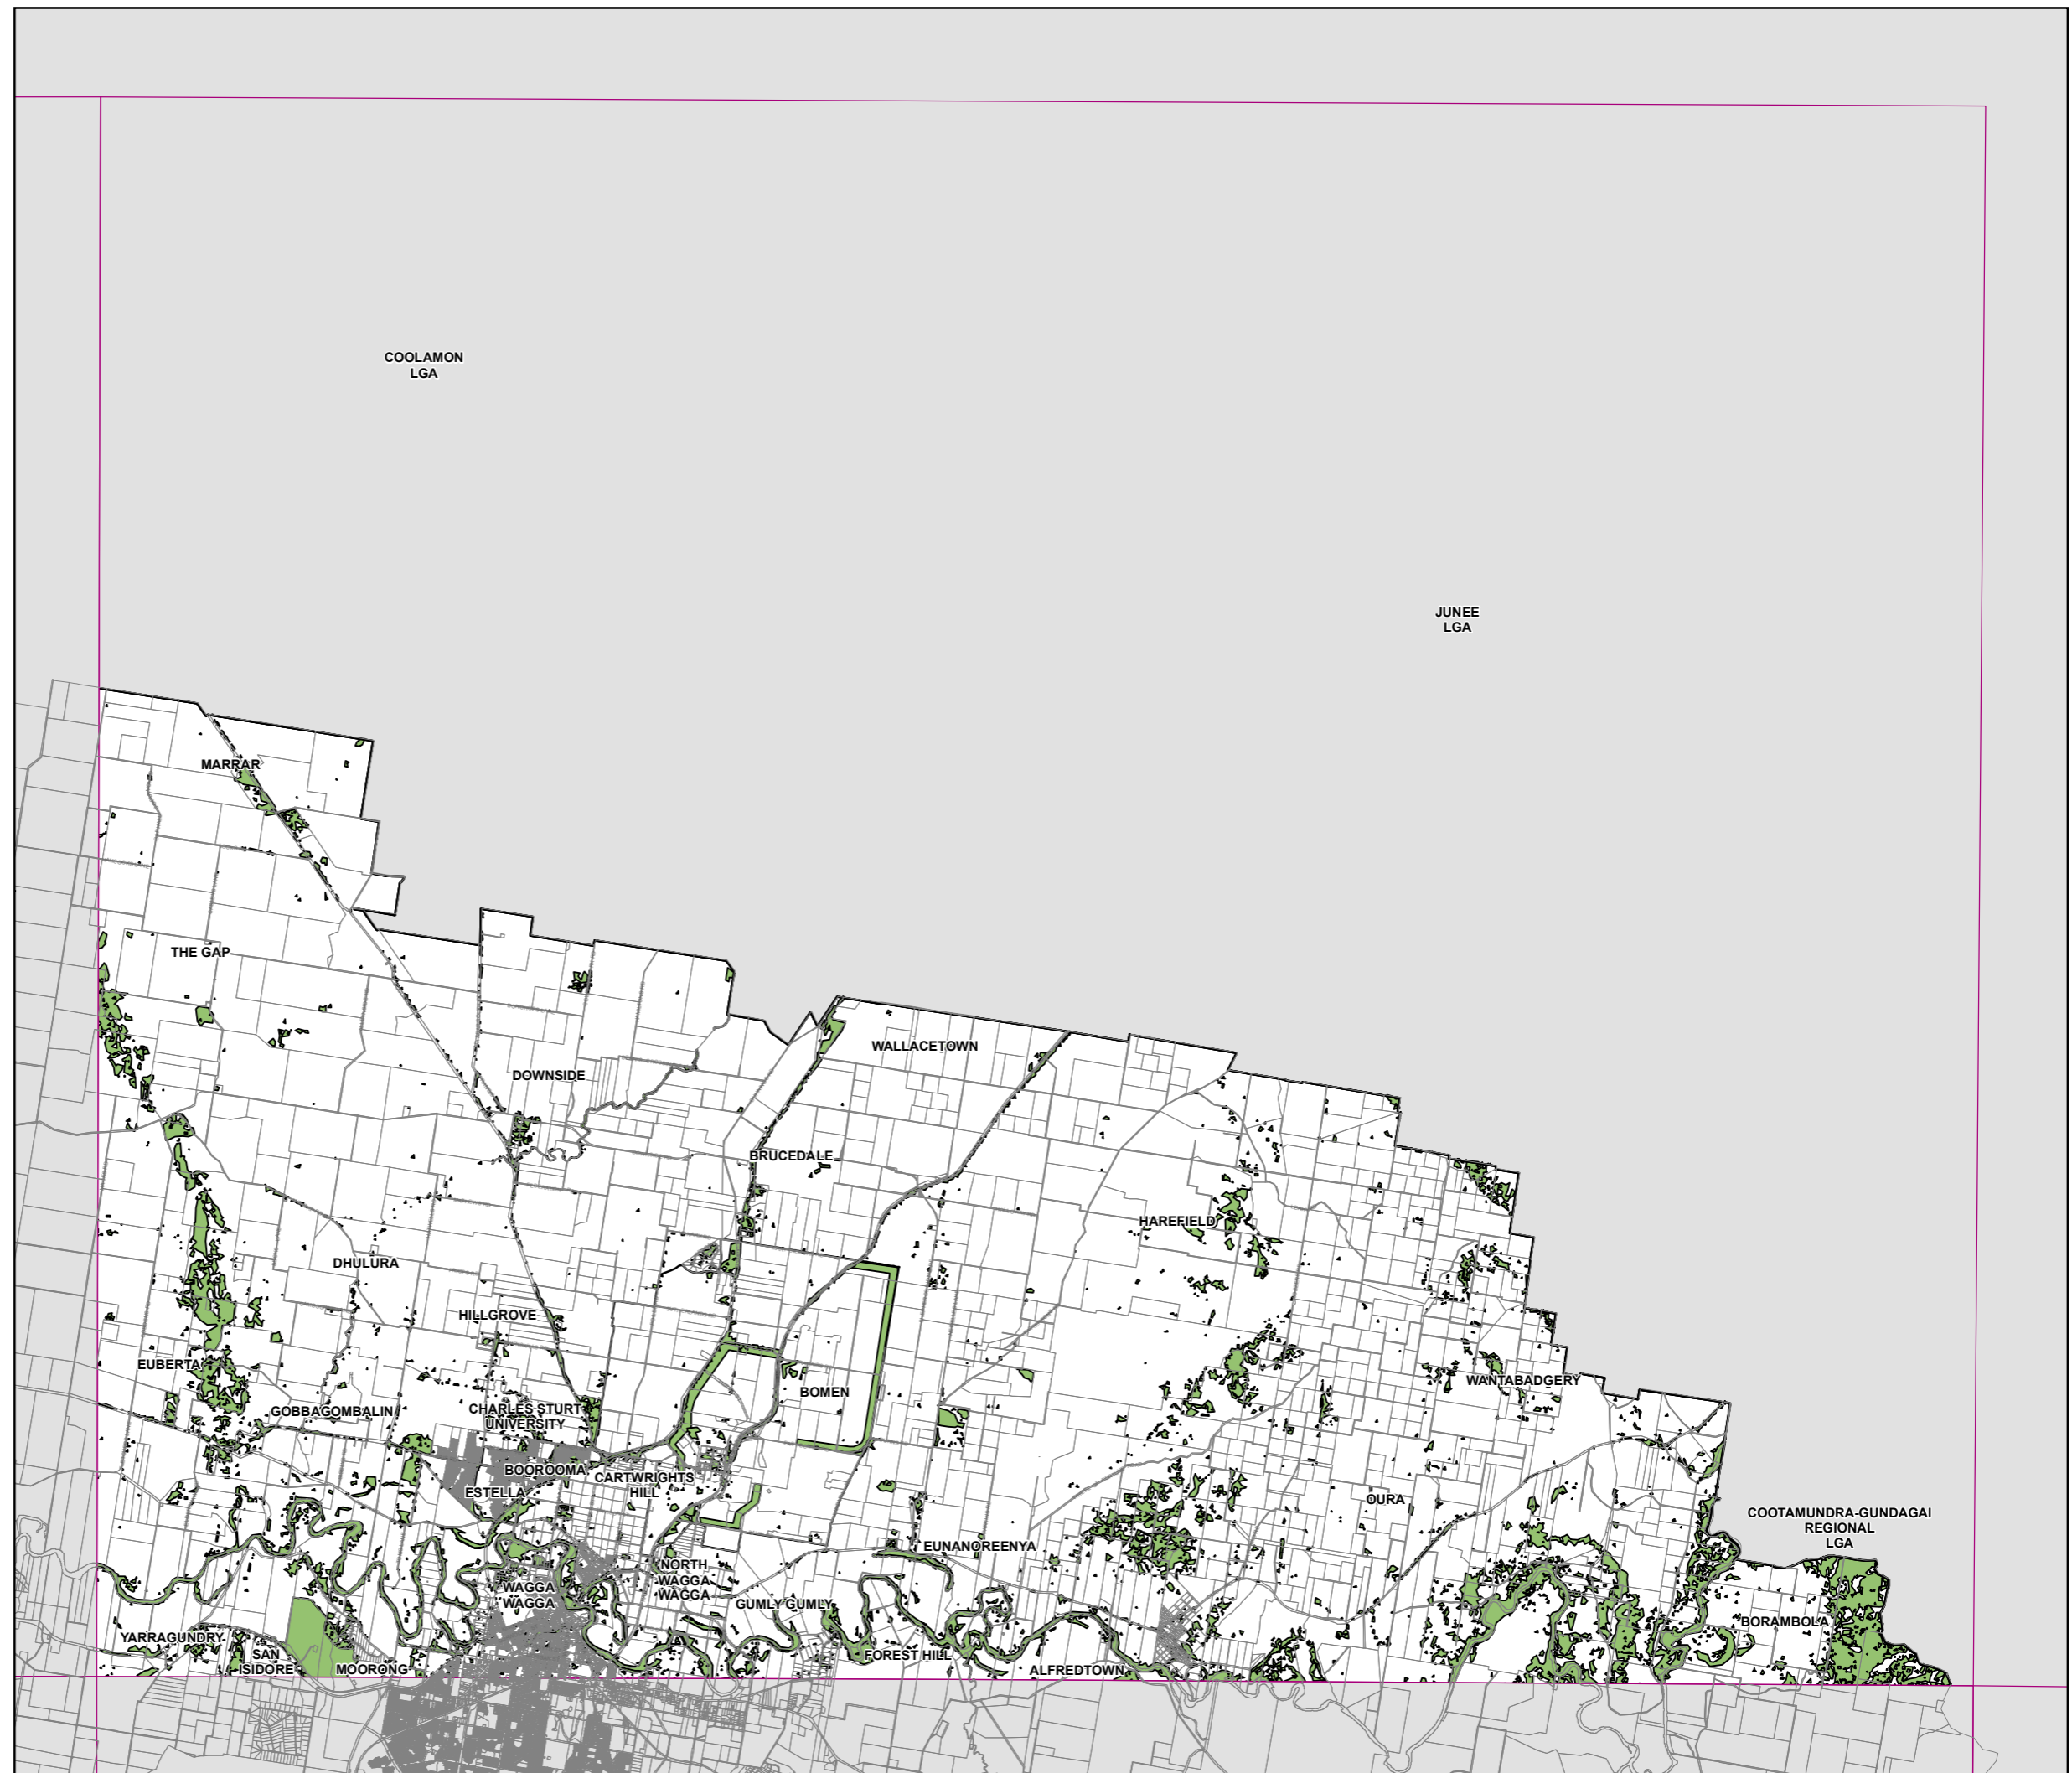 COOLAMON
LGA
JUNEE
LGA
MARRAR
THE GAP
WALLACETOWN
DOWNSIDE
BRUCEDALE
HAREFIELD
DHULURA
HILLGROVE
EUBERTA
WANTABADGERY
BOMEN
GOBBAGOMBALIN
CHARLES STURT
UNIVERSITY
BOOROOMA
CARTWRIGHTS
HILL
ESTELLA
OURA
COOTAMUNDRA-GUNDAGAI
REGIONAL
LGA
EUNANOREENYA
NORTH
WAGGA
WAGGA
WAGGA
WAGGA
GUMLY GUMLY
BORAMBOLA
YARRAGUNDRY
SAN
ISIDORE
MOORONG
FOREST HILL
ALFREDTOWN